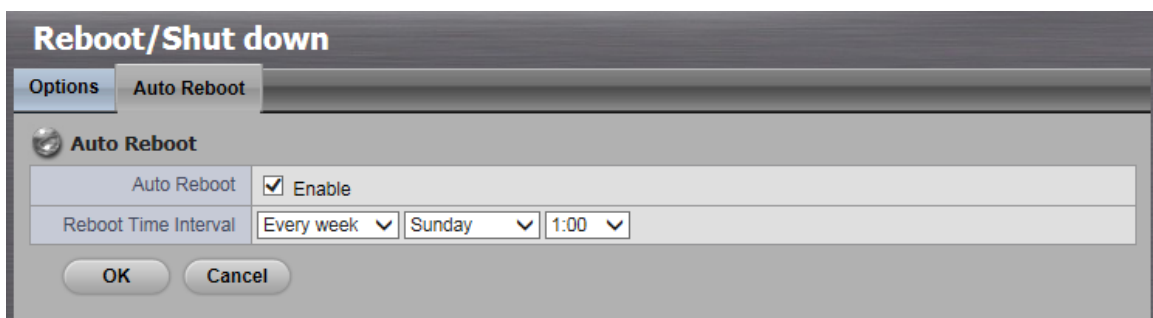 Reboot/Shut down
Options Auto Reboot
Auto Reboot
Auto Reboot Enable
Reboot Time Interval Every week Sunday 1:00
OK Cancel